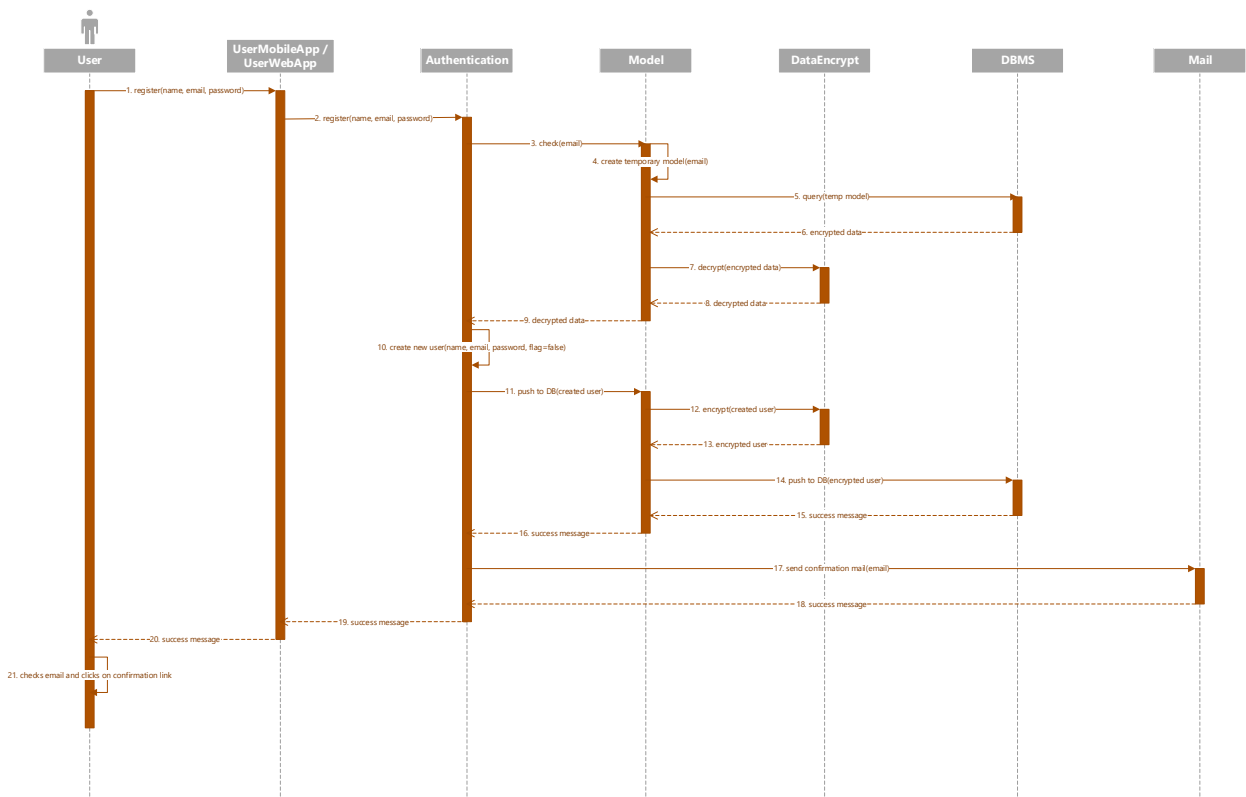 User
UserMobileApp /
UserWebApp
Authentication
Model
DataEncrypt
DBMS
Mail
1. register(name, email, password)
2. register(name, email, password)
3. check(email)
4. create temporary model(email)
5. query(temp model)
6. encrypted data
7. decrypt(encrypted data)
8. decrypted data
9. decrypted data
10. create new user(name, email, password, flag=false)
11. push to DB(created user)
12. encrypt(created user)
13. encrypted user
14. push to DB(encrypted user)
15. success message
16. success message
17. send confirmation mail(email)
18. success message
19. success message
20. success message
21. checks email and clicks on confirmation link